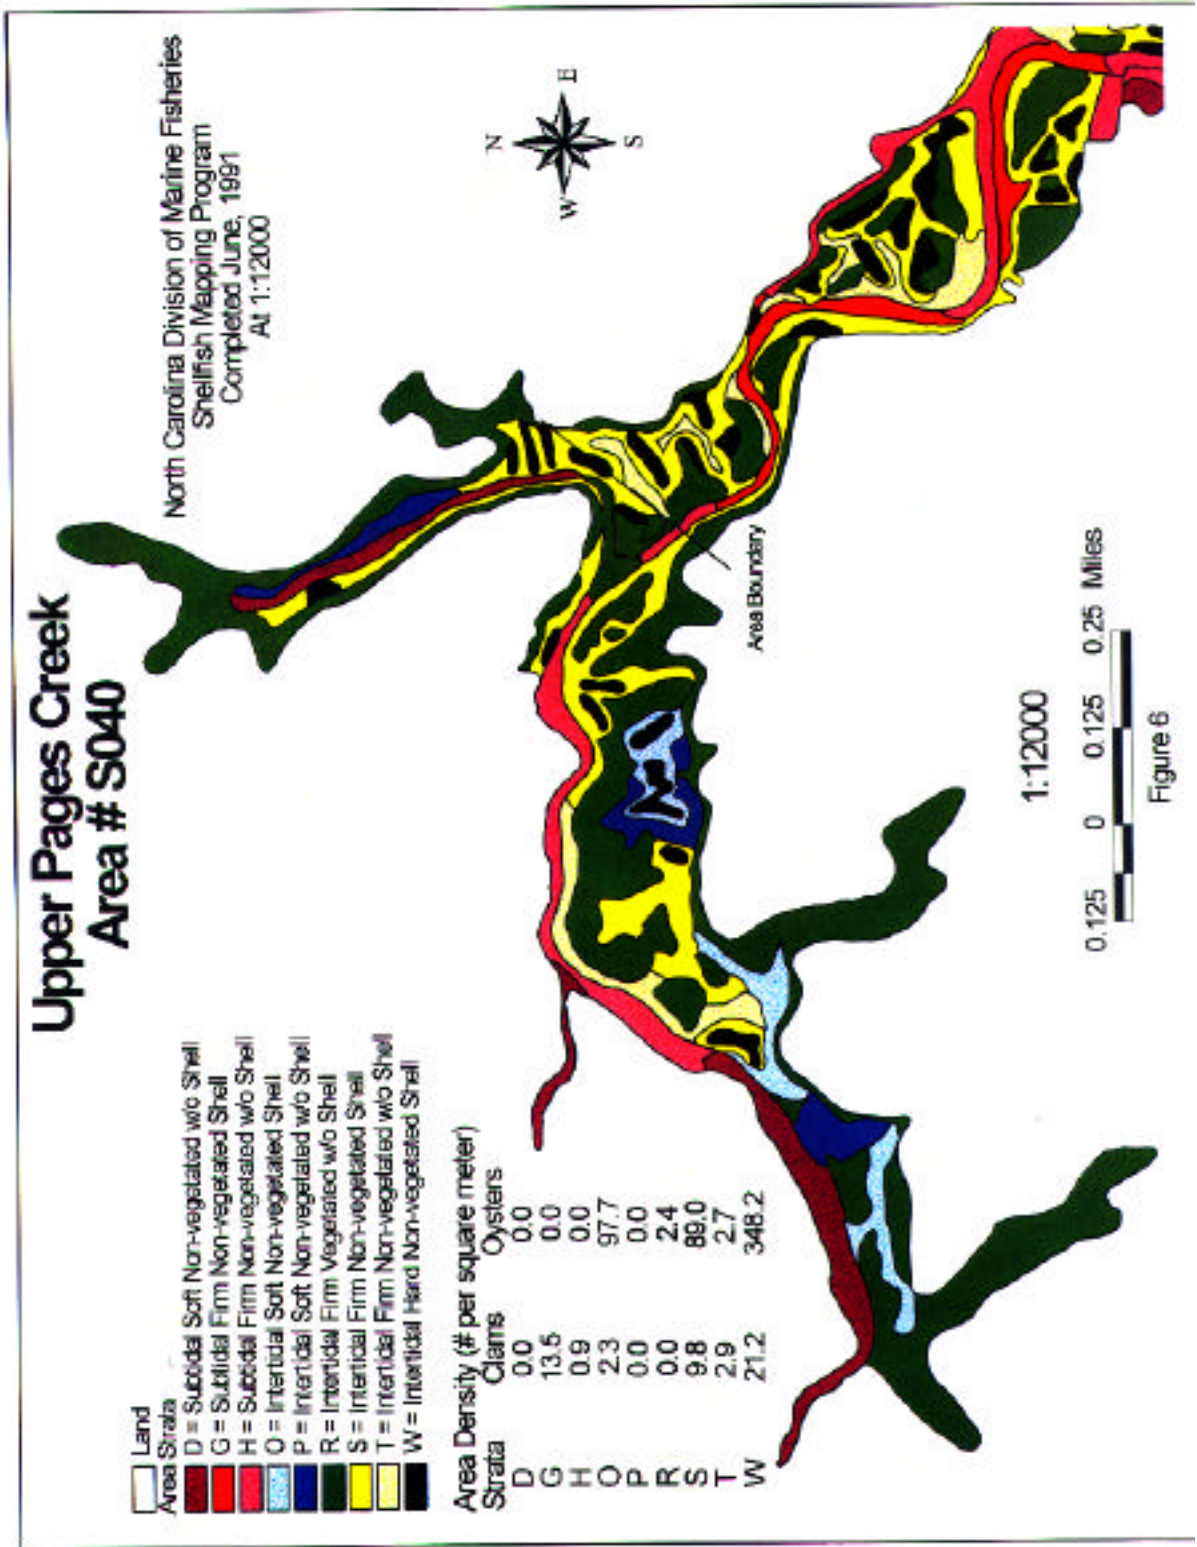 Upper Pages Creek
Area # S040
North Carolina Division of Marine Fisheries
Shellfish Mapping Program
Completed June, 1991
At 1:12000
N
W
E
S
Land
Area Strata
D = Subtidal Soft Non-vegetated w/o Shell
G = Subtidal Firm Non-vegetated Shell
H = Subtidal Firm Non-vegetated w/o Shell
O = Intertidal Soft Non-vegetated Shell
P = Intertidal Soft Non-vegetated w/o Shell
R = Intertidal Firm Vegetated w/o Shell
S = Intertidal Firm Non-vegetated Shell
T = Intertidal Firm Non-vegetated w/o Shell
W = Intertidal Hard Non-vegetated Shell
Area Density (# per square meter)
Strata Clams Oysters
D 0.0 0.0
G 13.5 0.0
H 0.9 0.0
O 2.3 97.7
P 0.0 0.0
R 0.0 2.4
S 9.8 89.0
T 2.9 2.7
W 21.2 348.2
Area Boundary
1:12000
0.125 0 0.125 0.25 Miles
Figure 6